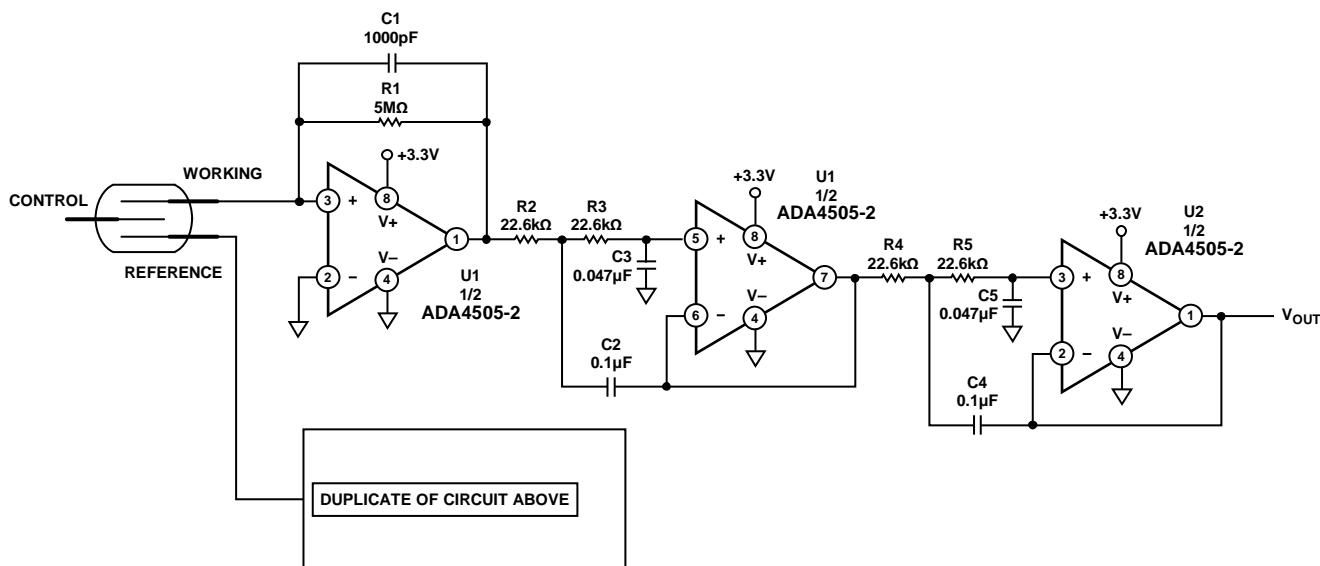 C1
1000pF
R1
5MΩ
+3.3V
WORKING
CONTROL
REFERENCE
3
+
8
V+
1
2
−
V−
4
U1
1/2
ADA4505-2
R2
22.6kΩ
R3
22.6kΩ
C3
0.047µF
C2
0.1µF
+3.3V
U1
1/2
ADA4505-2
5
+
8
V+
7
6
−
V−
4
R4
22.6kΩ
R5
22.6kΩ
C5
0.047µF
C4
0.1µF
+3.3V
U2
1/2
ADA4505-2
3
+
8
V+
1
2
−
V−
4
VOUT
DUPLICATE OF CIRCUIT ABOVE